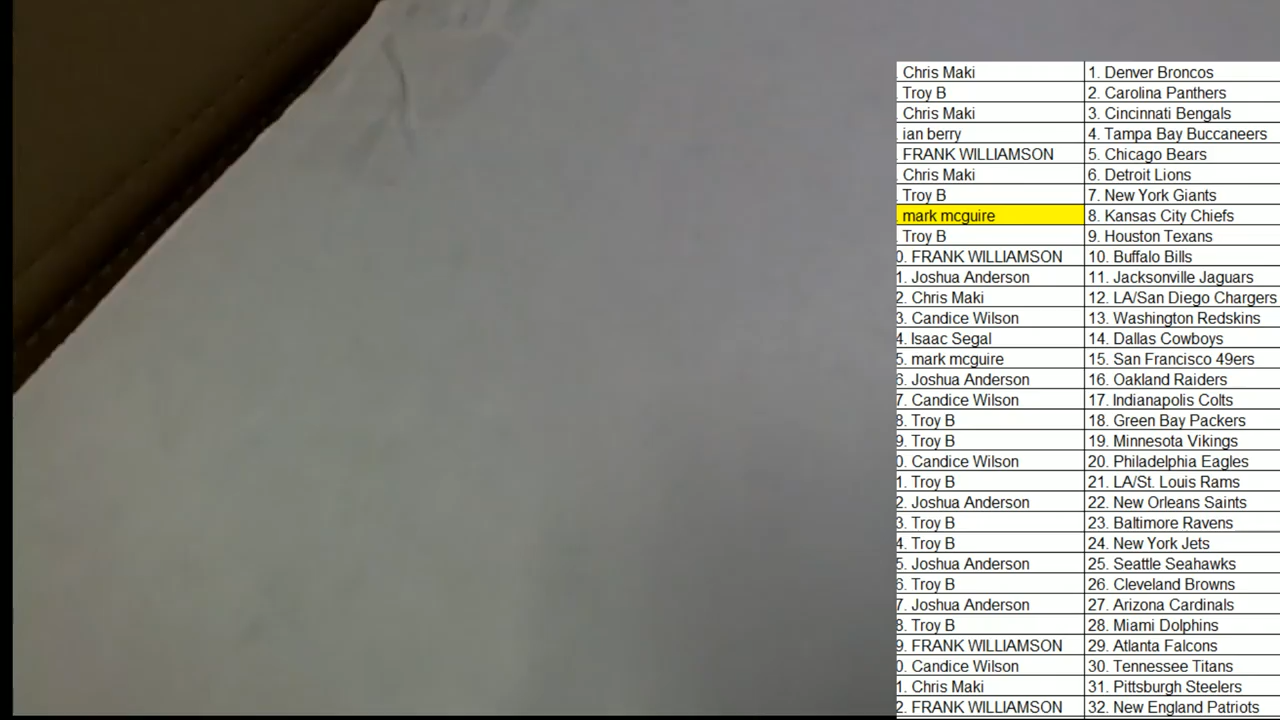 . Chris Maki 1. Denver Broncos
. Troy B 2. Carolina Panthers
. Chris Maki 3. Cincinnati Bengals
. ian berry 4. Tampa Bay Buccaneers
. FRANK WILLIAMSON 5. Chicago Bears
. Chris Maki 6. Detroit Lions
. Troy B 7. New York Giants
. mark mcguire 8. Kansas City Chiefs
. Troy B 9. Houston Texans
0. FRANK WILLIAMSON 10. Buffalo Bills
1. Joshua Anderson 11. Jacksonville Jaguars
2. Chris Maki 12. LA/San Diego Chargers
3. Candice Wilson 13. Washington Redskins
4. Isaac Segal 14. Dallas Cowboys
5. mark mcguire 15. San Francisco 49ers
6. Joshua Anderson 16. Oakland Raiders
7. Candice Wilson 17. Indianapolis Colts
8. Troy B 18. Green Bay Packers
9. Troy B 19. Minnesota Vikings
0. Candice Wilson 20. Philadelphia Eagles
1. Troy B 21. LA/St. Louis Rams
2. Joshua Anderson 22. New Orleans Saints
3. Troy B 23. Baltimore Ravens
4. Troy B 24. New York Jets
5. Joshua Anderson 25. Seattle Seahawks
6. Troy B 26. Cleveland Browns
7. Joshua Anderson 27. Arizona Cardinals
8. Troy B 28. Miami Dolphins
9. FRANK WILLIAMSON 29. Atlanta Falcons
0. Candice Wilson 30. Tennessee Titans
1. Chris Maki 31. Pittsburgh Steelers
2. FRANK WILLIAMSON 32. New England Patriots